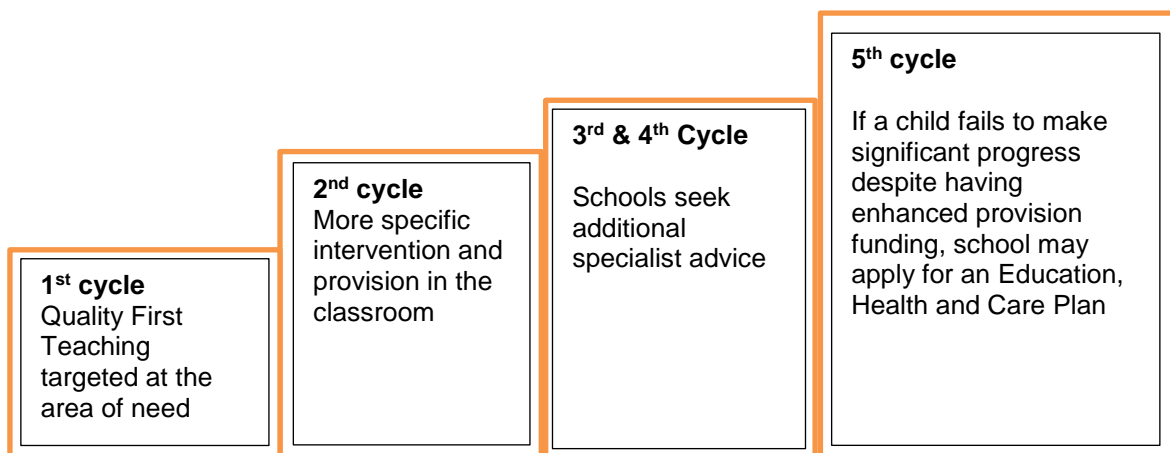 1st cycle
Quality First
Teaching
targeted at the
area of need
2nd cycle
More specific
intervention and
provision in the
classroom
3rd & 4th Cycle
Schools seek
additional
specialist advice
5th cycle
If a child fails to make
significant progress
despite having
enhanced provision
funding, school may
apply for an Education,
Health and Care Plan